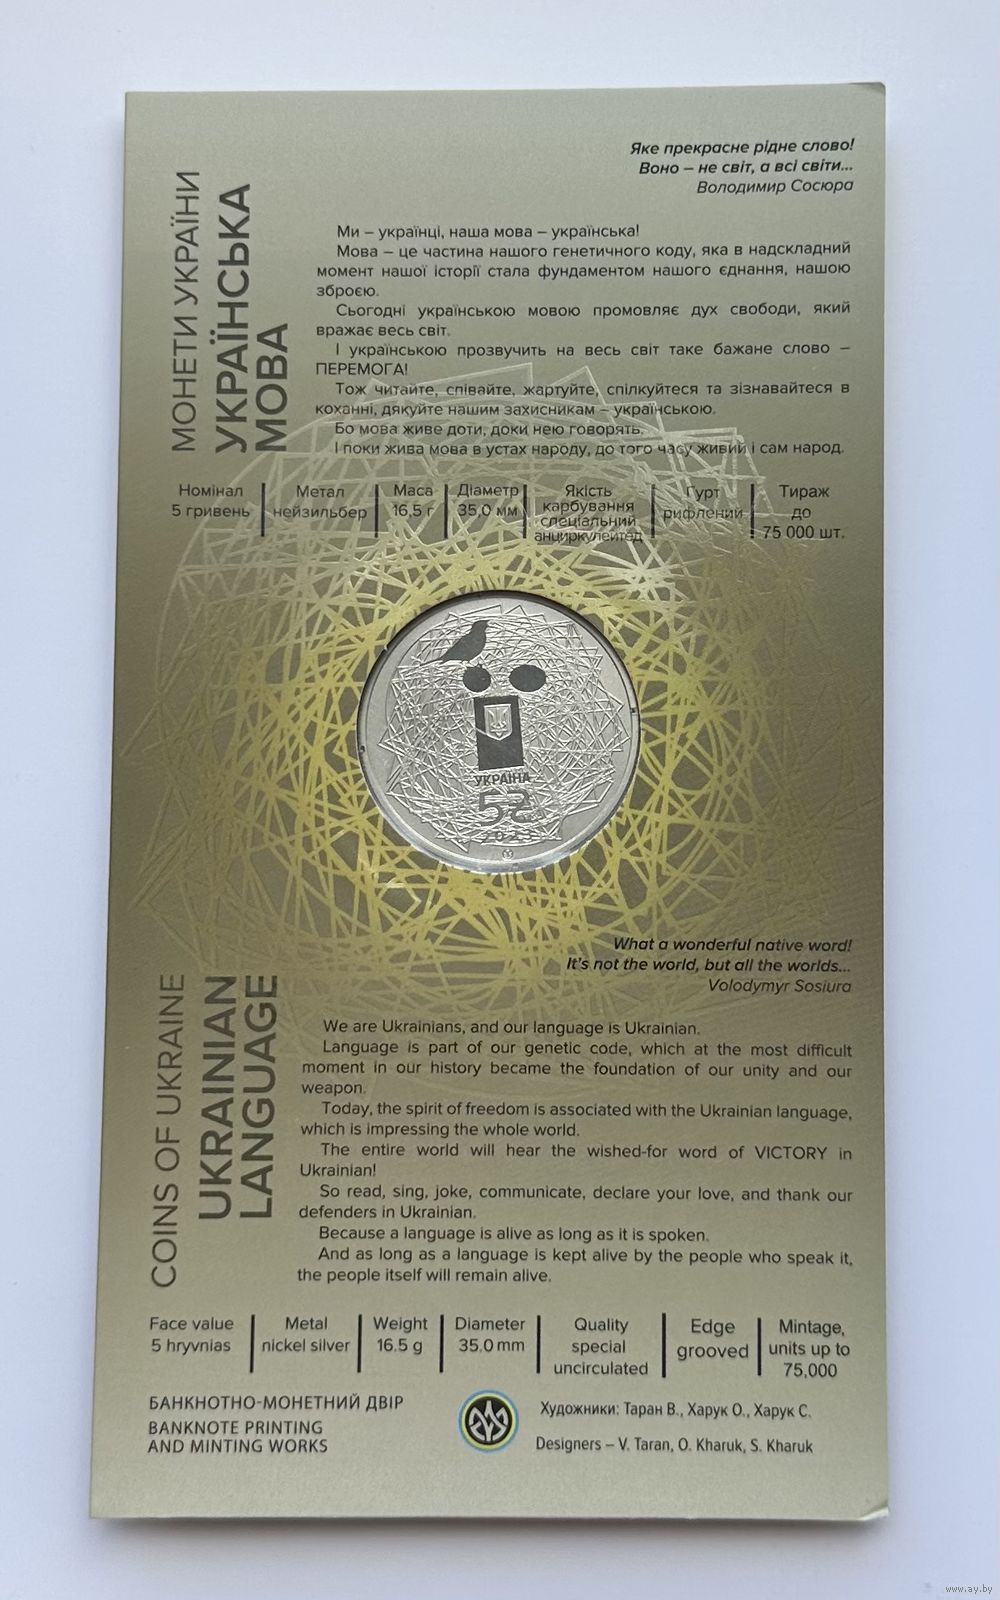 Яке прекрасне рідне слово!
Воно – не світ, а всі світи...
Володимир Сосюра
МОНЕТИ УКРАЇНИ
УКРАЇНСЬКА
МОВА
Ми – українці, наша мова – українська!
Мова – це частина нашого генетичного коду, яка в надскладний
момент нашої історії стала фундаментом нашого єднання, нашою
зброєю.
Сьогодні українською мовою промовляє дух свободи, який
вражає весь світ.
І українською прозвучить на весь світ таке бажане слово –
ПЕРЕМОГА!
Тож читайте, співайте, жартуйте, спілкуйтеся та зізнавайтеся в
коханні, дякуйте нашим захисникам – українською.
Бо мова живе доти, доки нею говорять.
І поки жива мова в устах народу, до того часу живий і сам народ.
Номінал
5 гривень
Метал
нейзильбер
Маса
16,5 г
Діаметр
35,0 мм
Якість
карбування
спеціальний
анциркулейтед
Гурт
рифлений
Тираж
до
75 000 шт.
УКРАЇНА
5₴
2023
What a wonderful native word!
It's not the world, but all the worlds...
Volodymyr Sosiura
COINS OF UKRAINE
UKRAINIAN
LANGUAGE
We are Ukrainians, and our language is Ukrainian.
Language is part of our genetic code, which at the most difficult
moment in our history became the foundation of our unity and our
weapon.
Today, the spirit of freedom is associated with the Ukrainian language,
which is impressing the whole world.
The entire world will hear the wished-for word of VICTORY in
Ukrainian!
So read, sing, joke, communicate, declare your love, and thank our
defenders in Ukrainian.
Because a language is alive as long as it is spoken.
And as long as a language is kept alive by the people who speak it,
the people itself will remain alive.
Face value
5 hryvnias
Metal
nickel silver
Weight
16.5 g
Diameter
35.0 mm
Quality
special
uncirculated
Edge
grooved
Mintage,
units up to
75,000
БАНКНОТНО-МОНЕТНИЙ ДВІР
BANKNOTE PRINTING
AND MINTING WORKS
Художники: Таран В., Харук О., Харук С.
Designers – V. Taran, O. Kharuk, S. Kharuk
www.ay.by